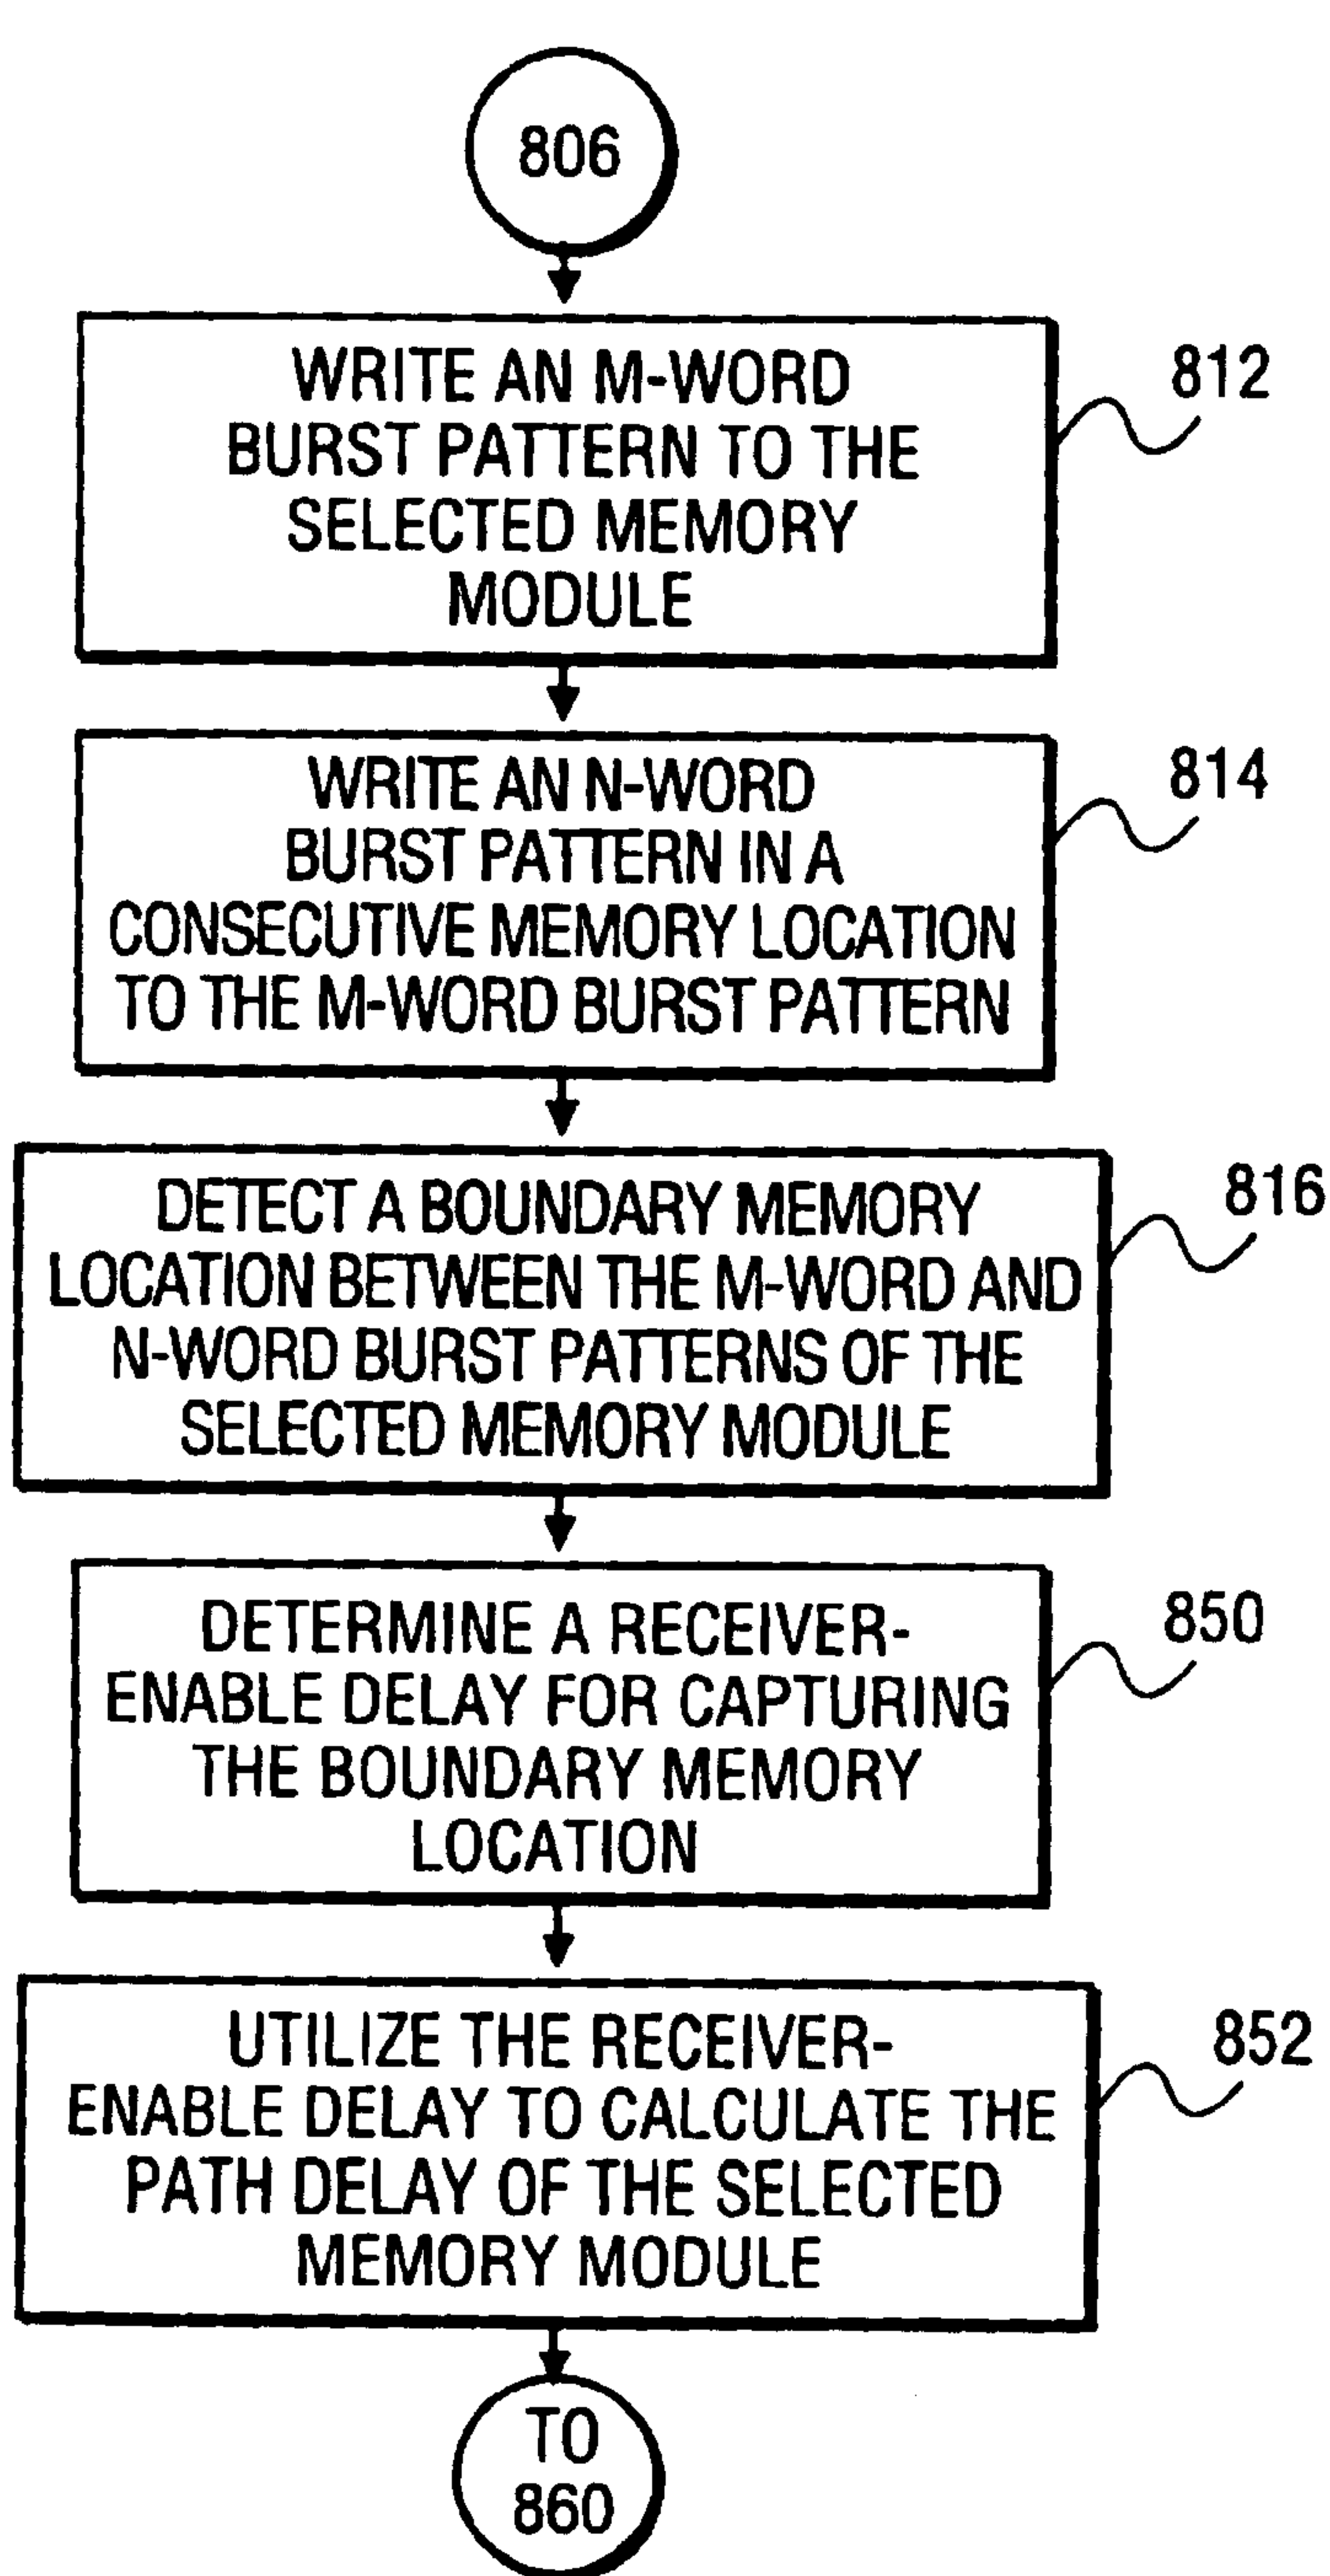 806
WRITE AN M-WORD
BURST PATTERN TO THE
SELECTED MEMORY
MODULE
812
WRITE AN N-WORD
BURST PATTERN IN A
CONSECUTIVE MEMORY LOCATION
TO THE M-WORD BURST PATTERN
814
DETECT A BOUNDARY MEMORY
LOCATION BETWEEN THE M-WORD AND
N-WORD BURST PATTERNS OF THE
SELECTED MEMORY MODULE
816
DETERMINE A RECEIVER-
ENABLE DELAY FOR CAPTURING
THE BOUNDARY MEMORY
LOCATION
850
UTILIZE THE RECEIVER-
ENABLE DELAY TO CALCULATE THE
PATH DELAY OF THE SELECTED
MEMORY MODULE
852
TO
860